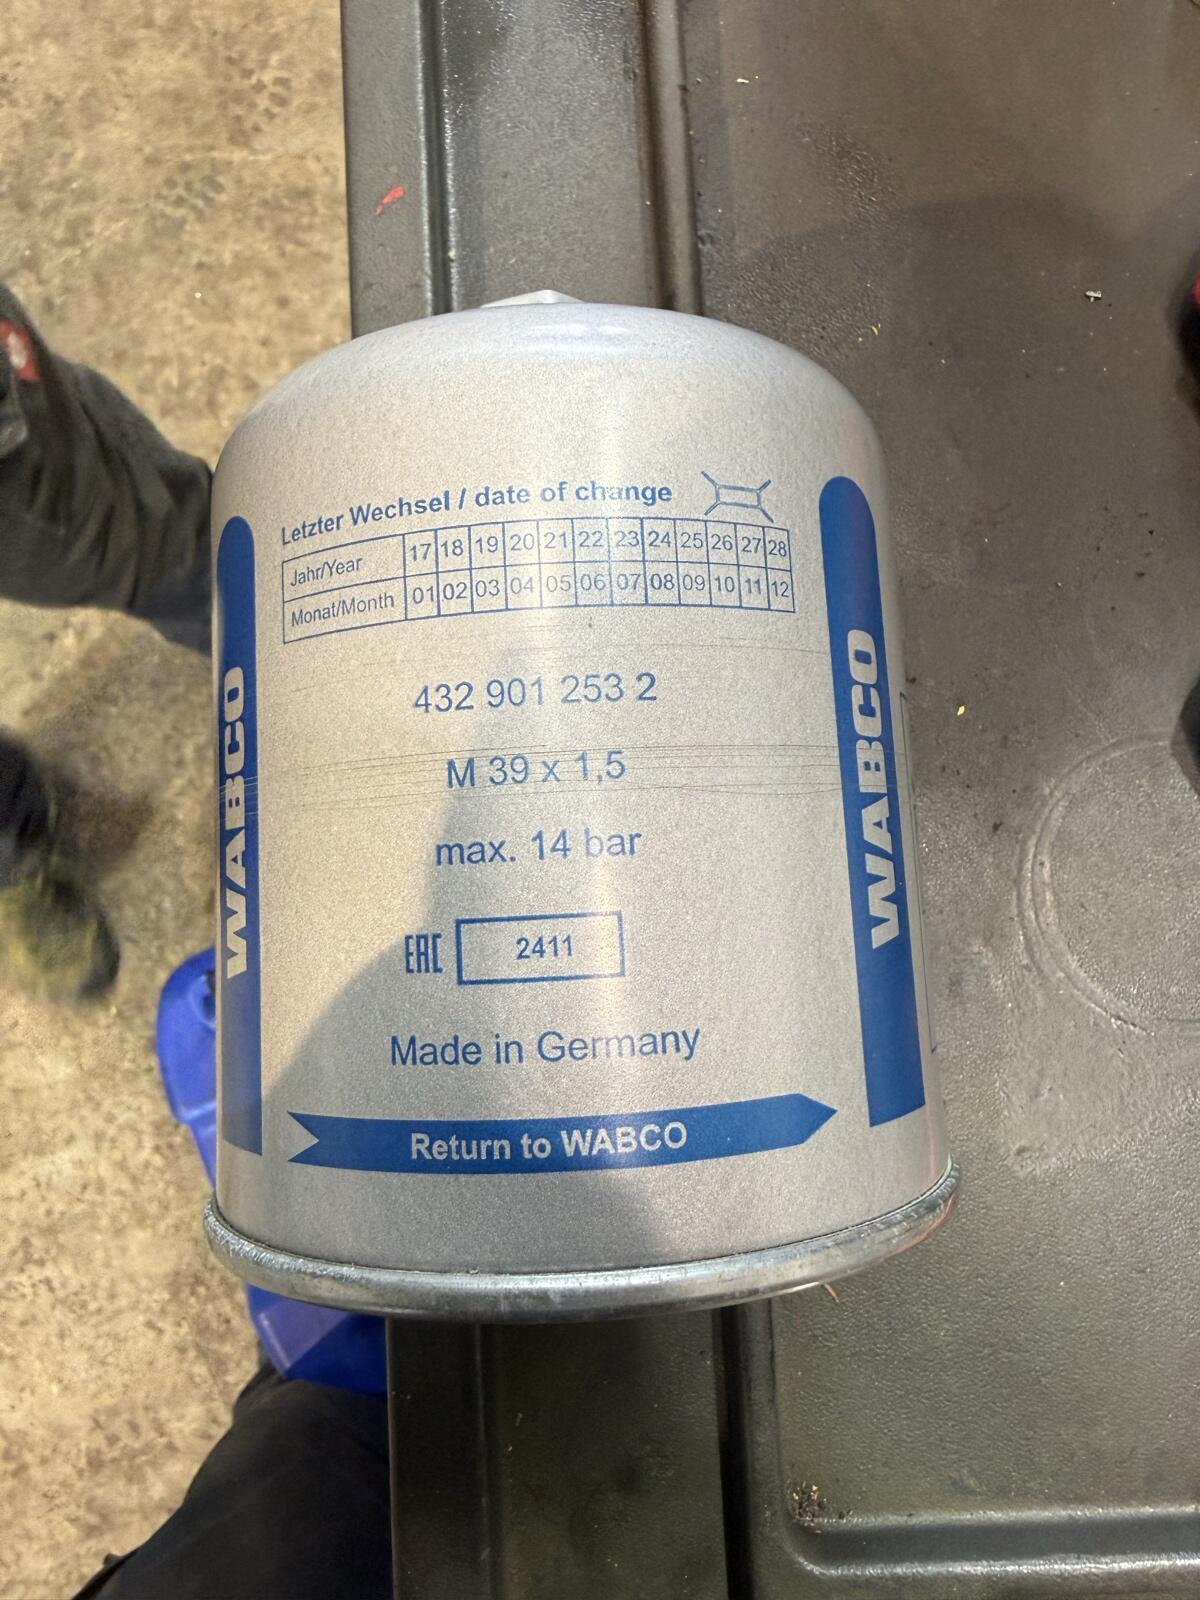 Letzter Wechsel / date of change
Jahr/Year 17 18 19 20 21 22 23 24 25 26 27 28
Monat/Month 01 02 03 04 05 06 07 08 09 10 11 12
432 901 253 2
M 39 x 1,5
max. 14 bar
EAC 2411
Made in Germany
Return to WABCO
WABCO
WABCO